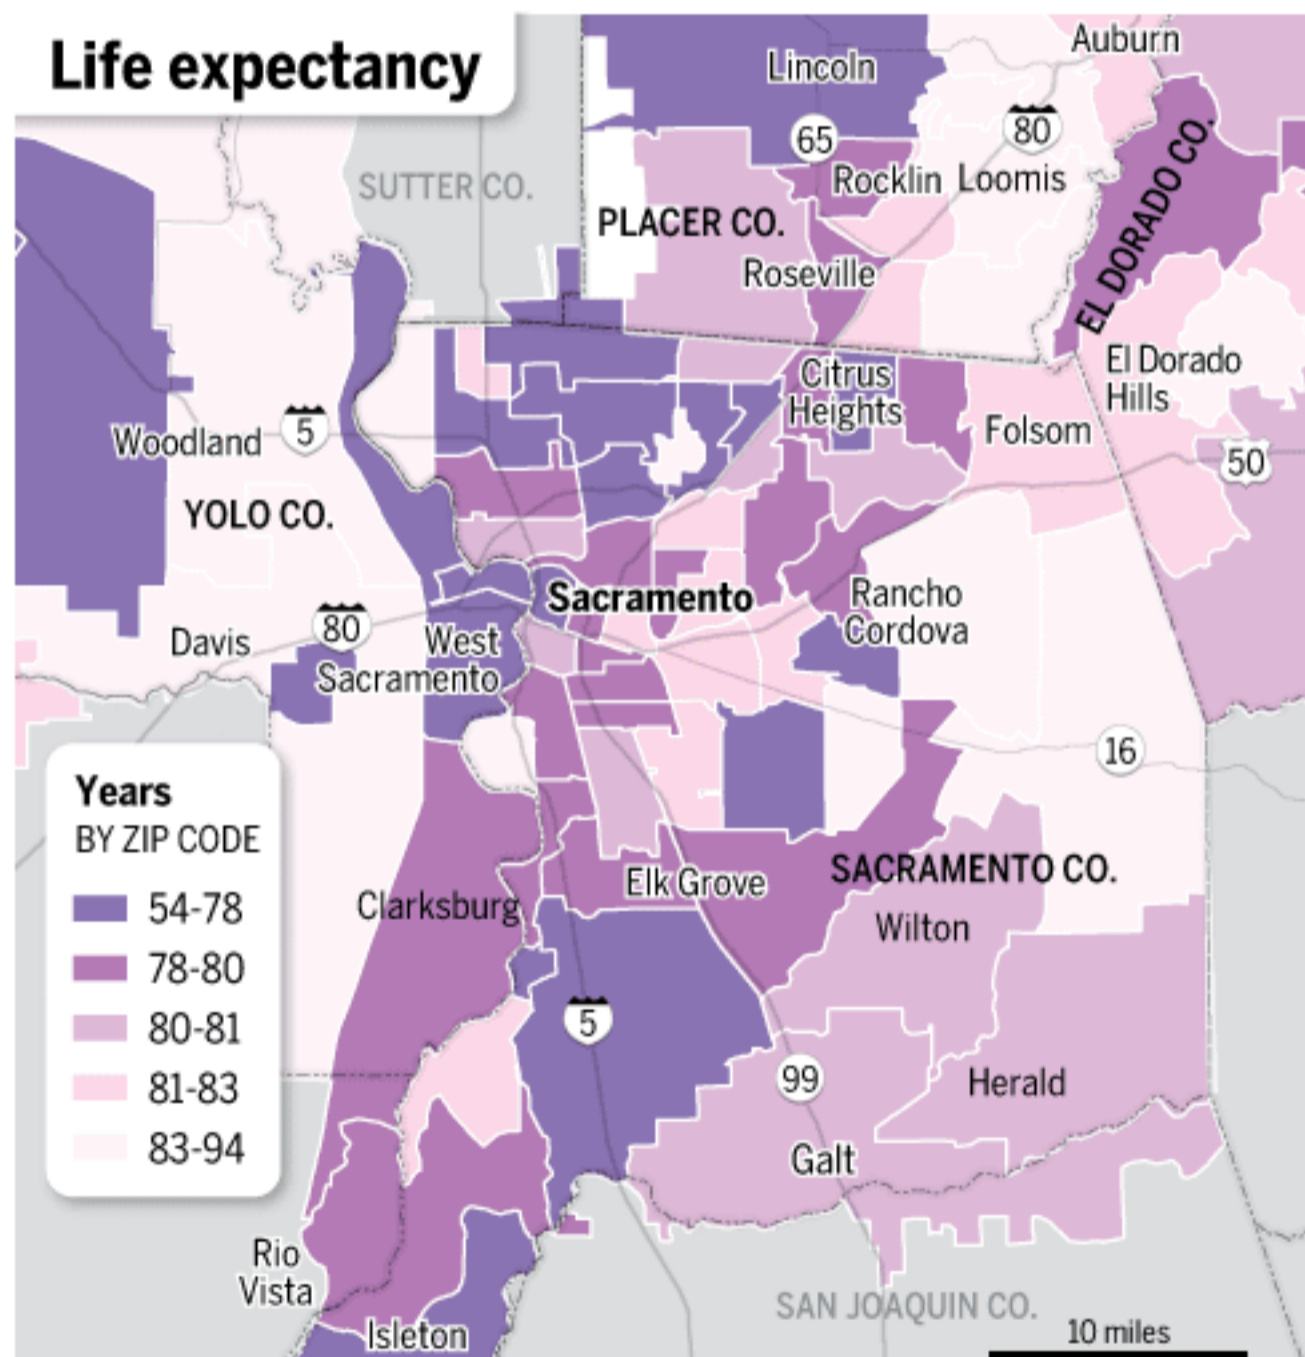 Life expectancy
Auburn
Lincoln
65
80
SUTTER CO.
Rocklin
Loomis
PLACER CO.
EL DORADO CO.
Roseville
El Dorado
Hills
Citrus
Heights
Folsom
Woodland
5
50
YOLO CO.
Sacramento
Rancho
Cordova
Davis
80
West
Sacramento
16
Years
BY ZIP CODE
54-78
78-80
80-81
81-83
83-94
Clarksburg
Elk Grove
SACRAMENTO CO.
Wilton
5
99
Herald
Galt
Rio
Vista
Isleton
SAN JOAQUIN CO.
10 miles